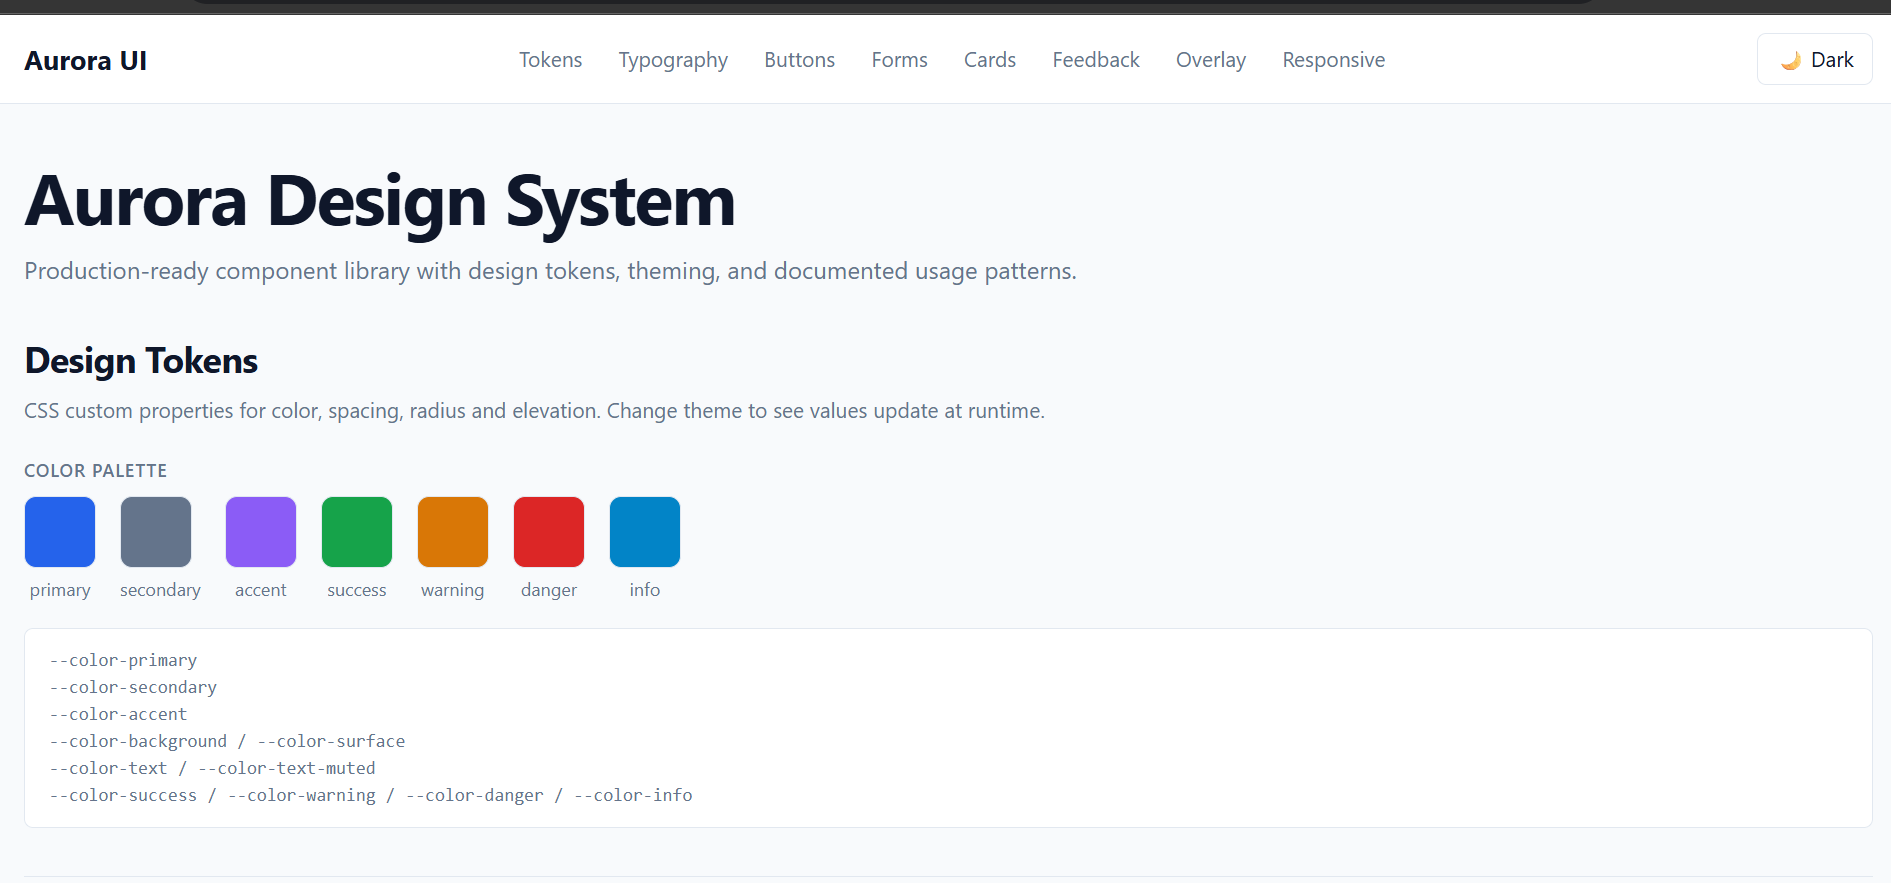 Aurora UI
Tokens Typography Buttons Forms Cards Feedback Overlay Responsive
🌙 Dark
Aurora Design System
Production-ready component library with design tokens, theming, and documented usage patterns.
Design Tokens
CSS custom properties for color, spacing, radius and elevation. Change theme to see values update at runtime.
COLOR PALETTE
primary secondary accent success warning danger info
--color-primary
--color-secondary
--color-accent
--color-background / --color-surface
--color-text / --color-text-muted
--color-success / --color-warning / --color-danger / --color-info